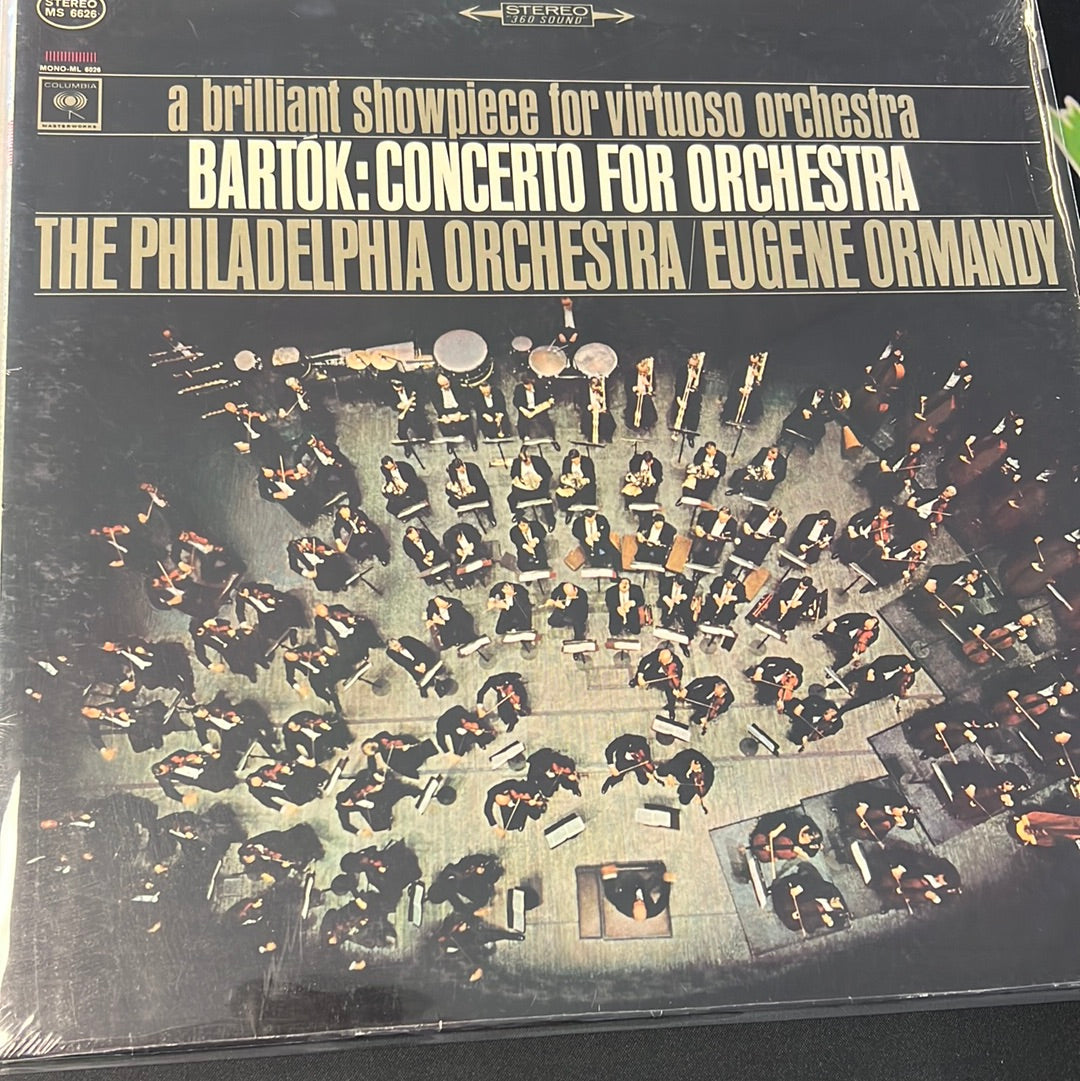 STEREO
MS 6626
STEREO
"360 SOUND"
MONO-ML 6026
COLUMBIA
MASTERWORKS
a brilliant showpiece for virtuoso orchestra
BARTÓK: CONCERTO FOR ORCHESTRA
THE PHILADELPHIA ORCHESTRA/EUGENE ORMANDY